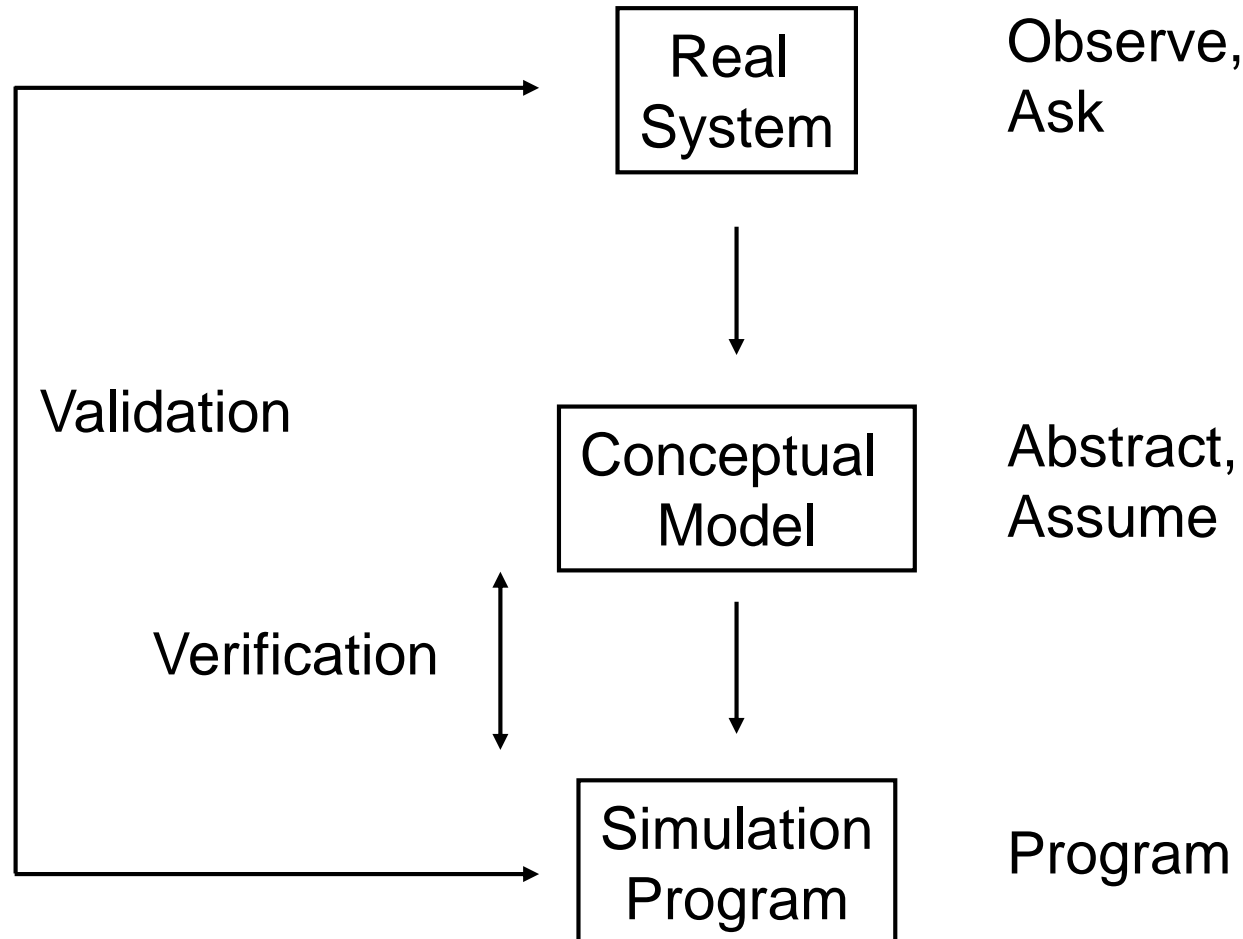 Real
System
Observe,
Ask
Validation
Conceptual
Model
Abstract,
Assume
Verification
Simulation
Program
Program